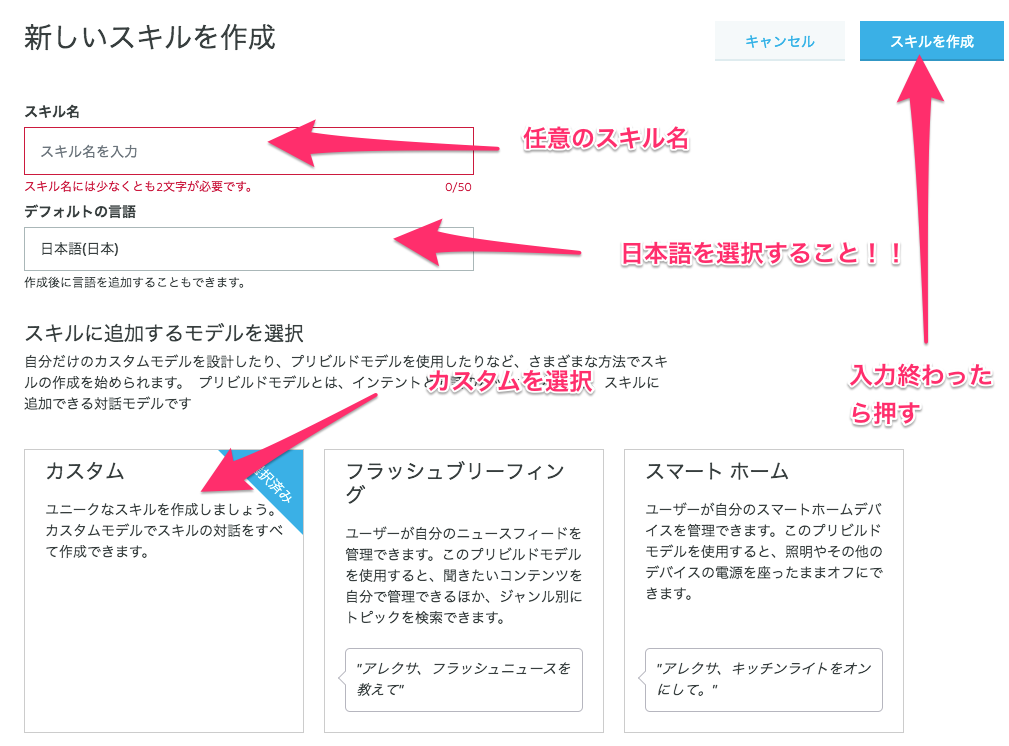 新しいスキルを作成
キャンセル
スキルを作成
スキル名
スキル名を入力
任意のスキル名
スキル名には少なくとも2文字が必要です。
0/50
デフォルトの言語
日本語(日本)
日本語を選択すること！！
作成後に言語を追加することもできます。
スキルに追加するモデルを選択
自分だけのカスタムモデルを設計したり、プリビルドモデルを使用したりなど、さまざまな方法でスキ
ルの作成を始められます。 プリビルドモデルとは、インテントと スキルに
追加できる対話モデルです
カスタムを選択
入力終わった
ら押す
カスタム
択済み
ユニークなスキルを作成しましょう。
カスタムモデルでスキルの対話をすべ
て作成できます。
フラッシュブリーフィン
グ
ユーザーが自分のニュースフィードを
管理できます。このプリビルドモデル
を使用すると、聞きたいコンテンツを
自分で管理できるほか、ジャンル別に
トピックを検索できます。
"アレクサ、フラッシュニュースを
教えて"
スマート ホーム
ユーザーが自分のスマートホームデバ
イスを管理できます。このプリビルド
モデルを使用すると、照明やその他の
デバイスの電源を座ったままオフにで
きます。
"アレクサ、キッチンライトをオン
にして。"